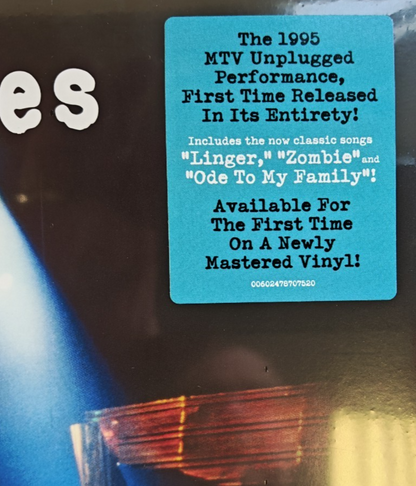 es
The 1995
MTV Unplugged
Performance,
First Time Released
In Its Entirety!
Includes the now classic songs
"Linger," "Zombie" and
"Ode To My Family"!
Available For
The First Time
On A Newly
Mastered Vinyl!
00602478707520